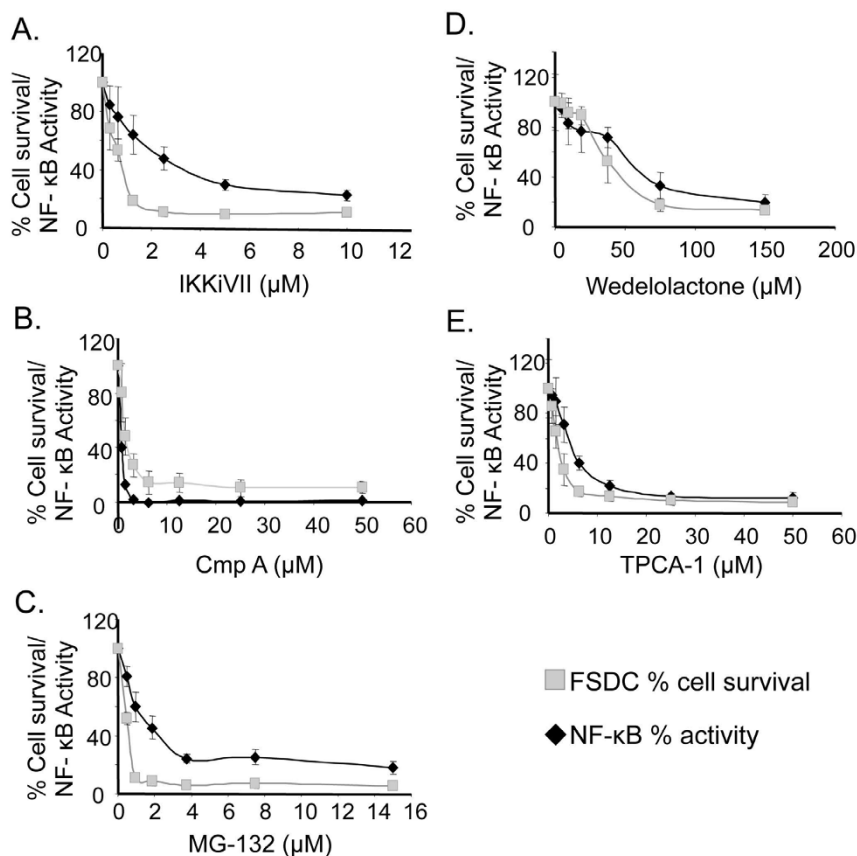 A.
120
80
40
0
0 2 4 6 8 10 12
% Cell survival/
NF- κB Activity
IKKiVII (µM)
B.
120
80
40
0
0 10 20 30 40 50 60
% Cell survival/
NF- κB Activity
Cmp A (µM)
C.
120
80
40
0
0 2 4 6 8 10 12 14 16
% Cell survival/
NF- κB Activity
MG-132 (µM)
D.
120
80
40
0
0 50 100 150 200
% Cell survival/
NF- κB Activity
Wedelolactone (µM)
E.
120
80
40
0
0 10 20 30 40 50 60
% Cell survival/
NF- κB Activity
TPCA-1 (µM)
FSDC % cell survival
NF-κB % activity